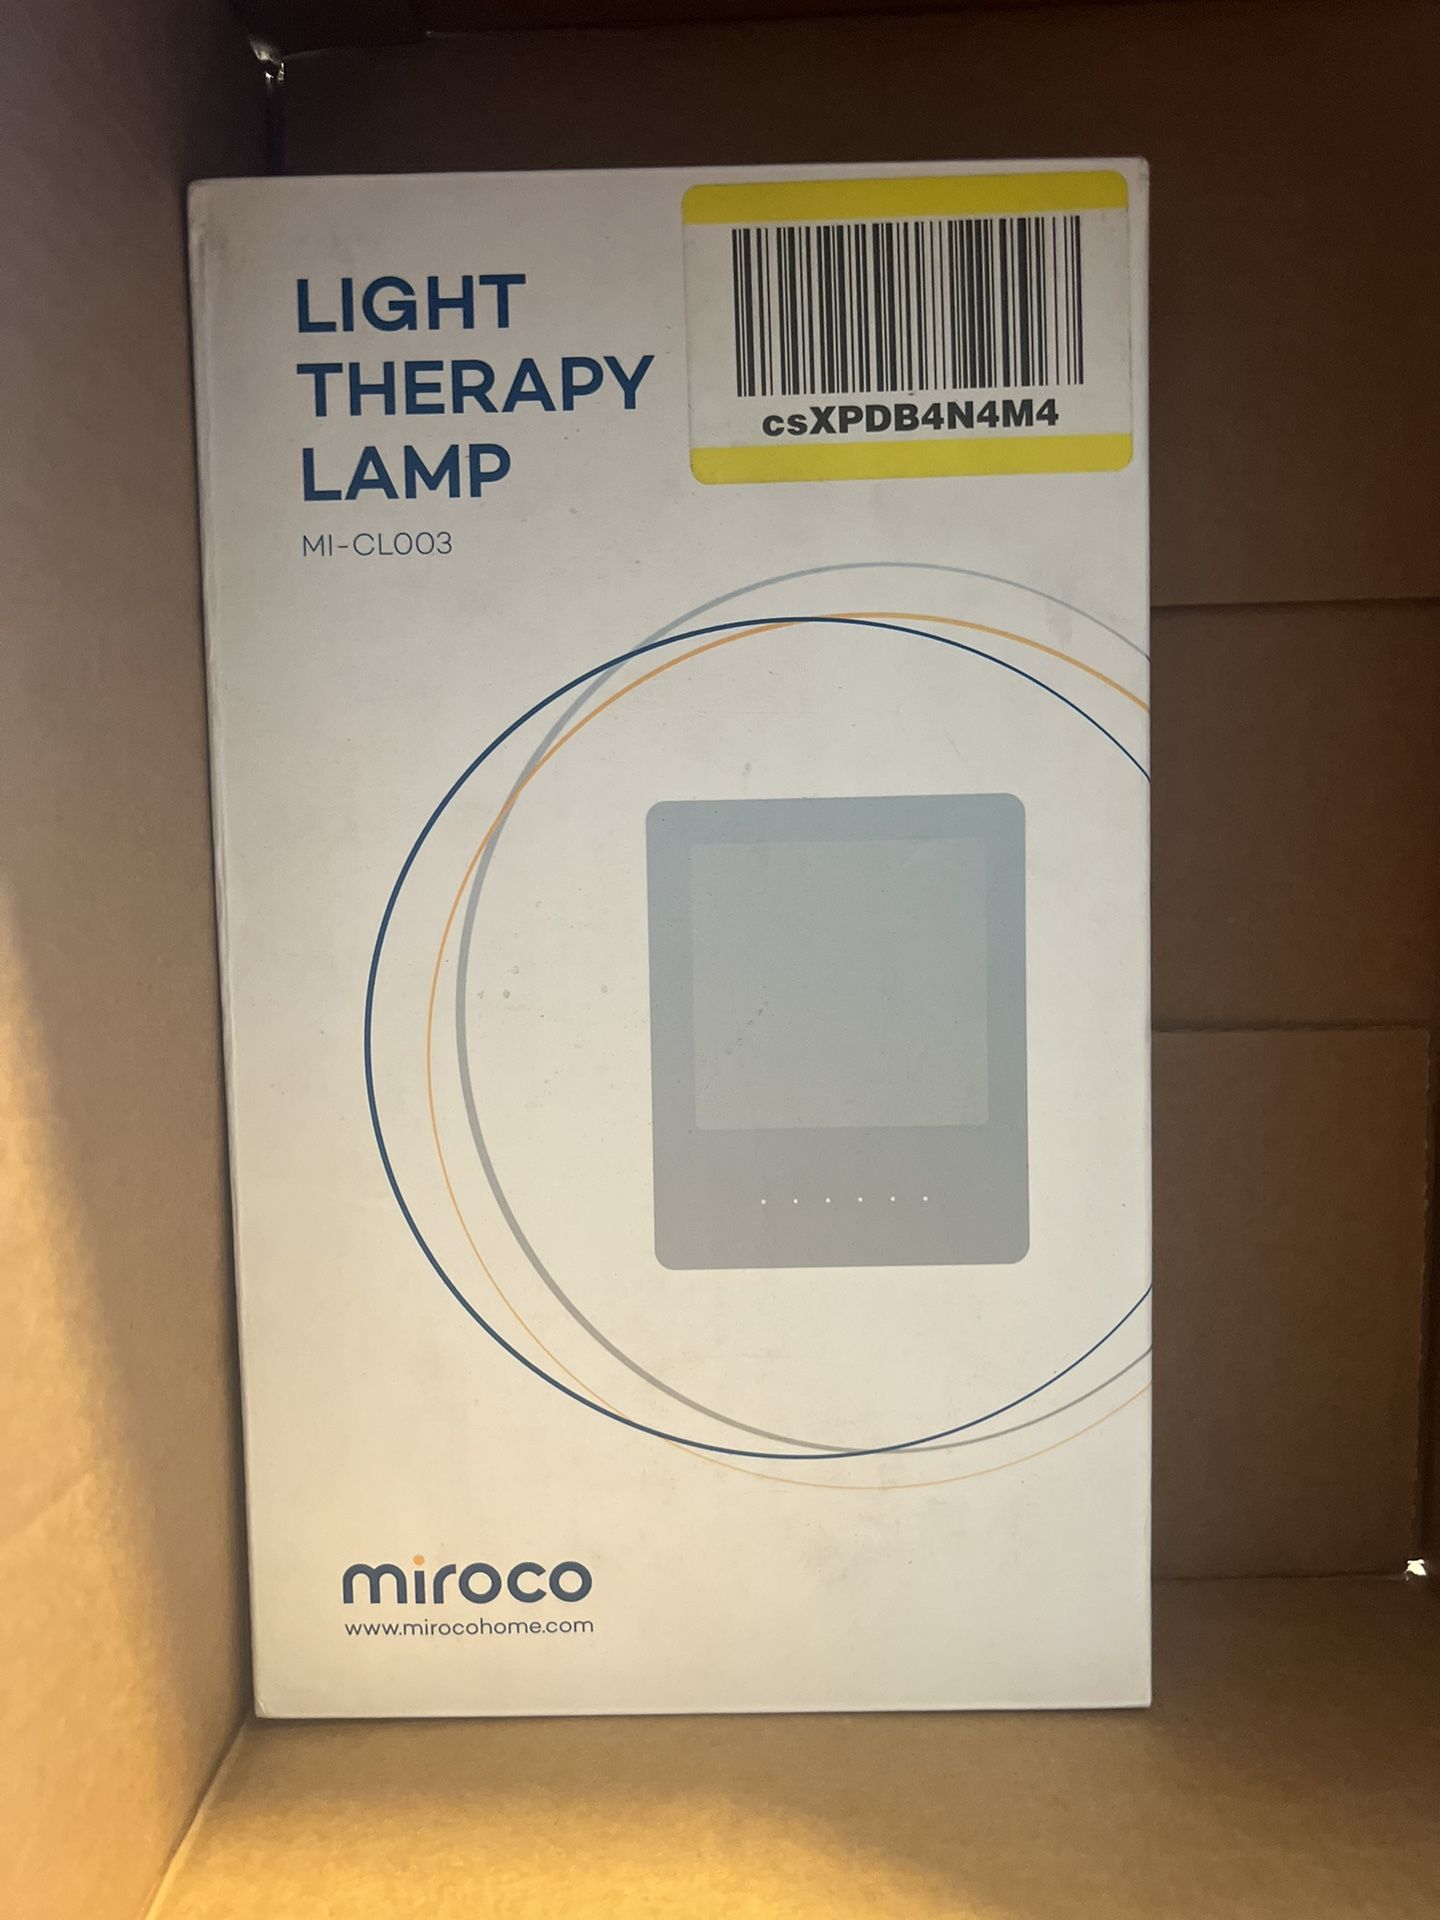 LIGHT
THERAPY
LAMP
MI-CL003
csXPDB4N4M4
miroco
www.mirocohome.com